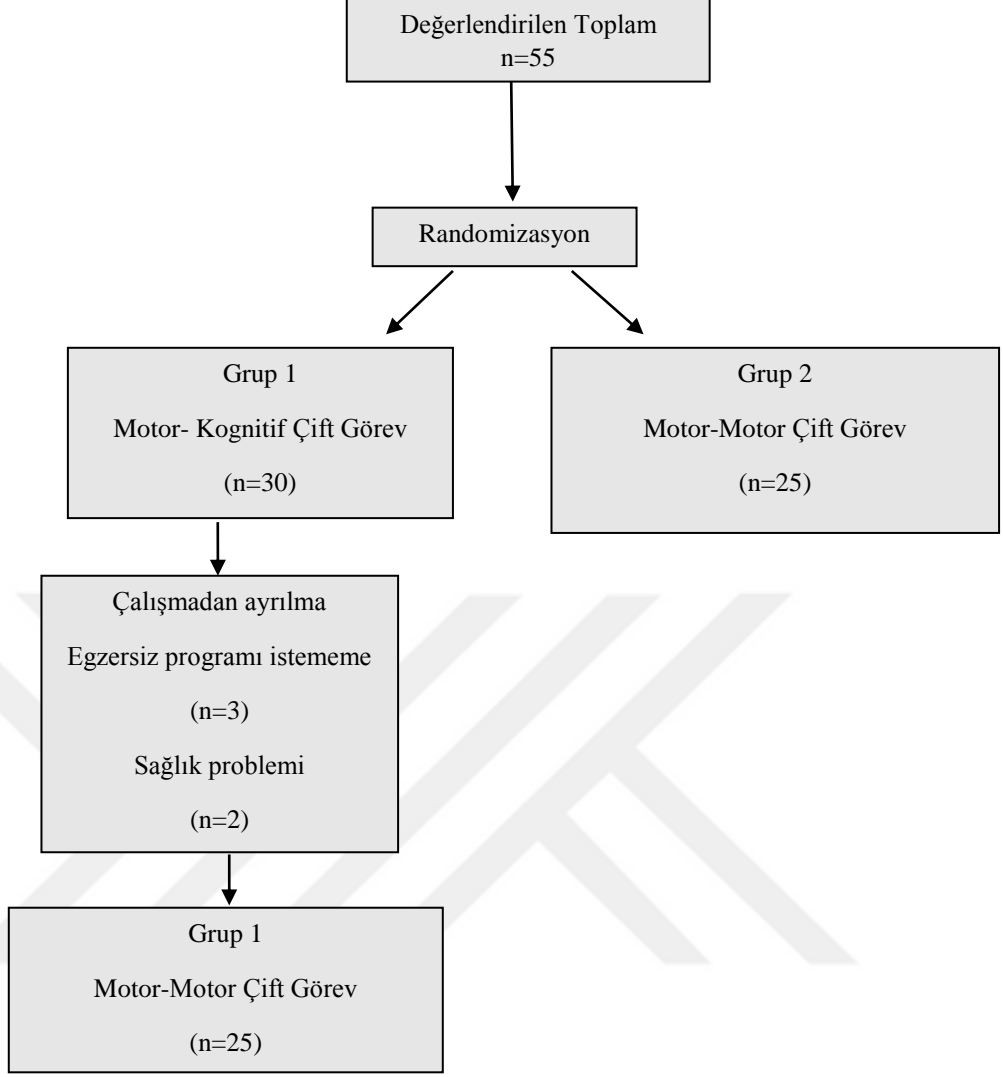 Değerlendirilen Toplam
n=55
Randomizasyon
Grup 1
Motor- Kognitif Çift Görev
(n=30)
Grup 2
Motor-Motor Çift Görev
(n=25)
Çalışmadan ayrılma
Egzersiz programı istememe
(n=3)
Sağlık problemi
(n=2)
Grup 1
Motor-Motor Çift Görev
(n=25)